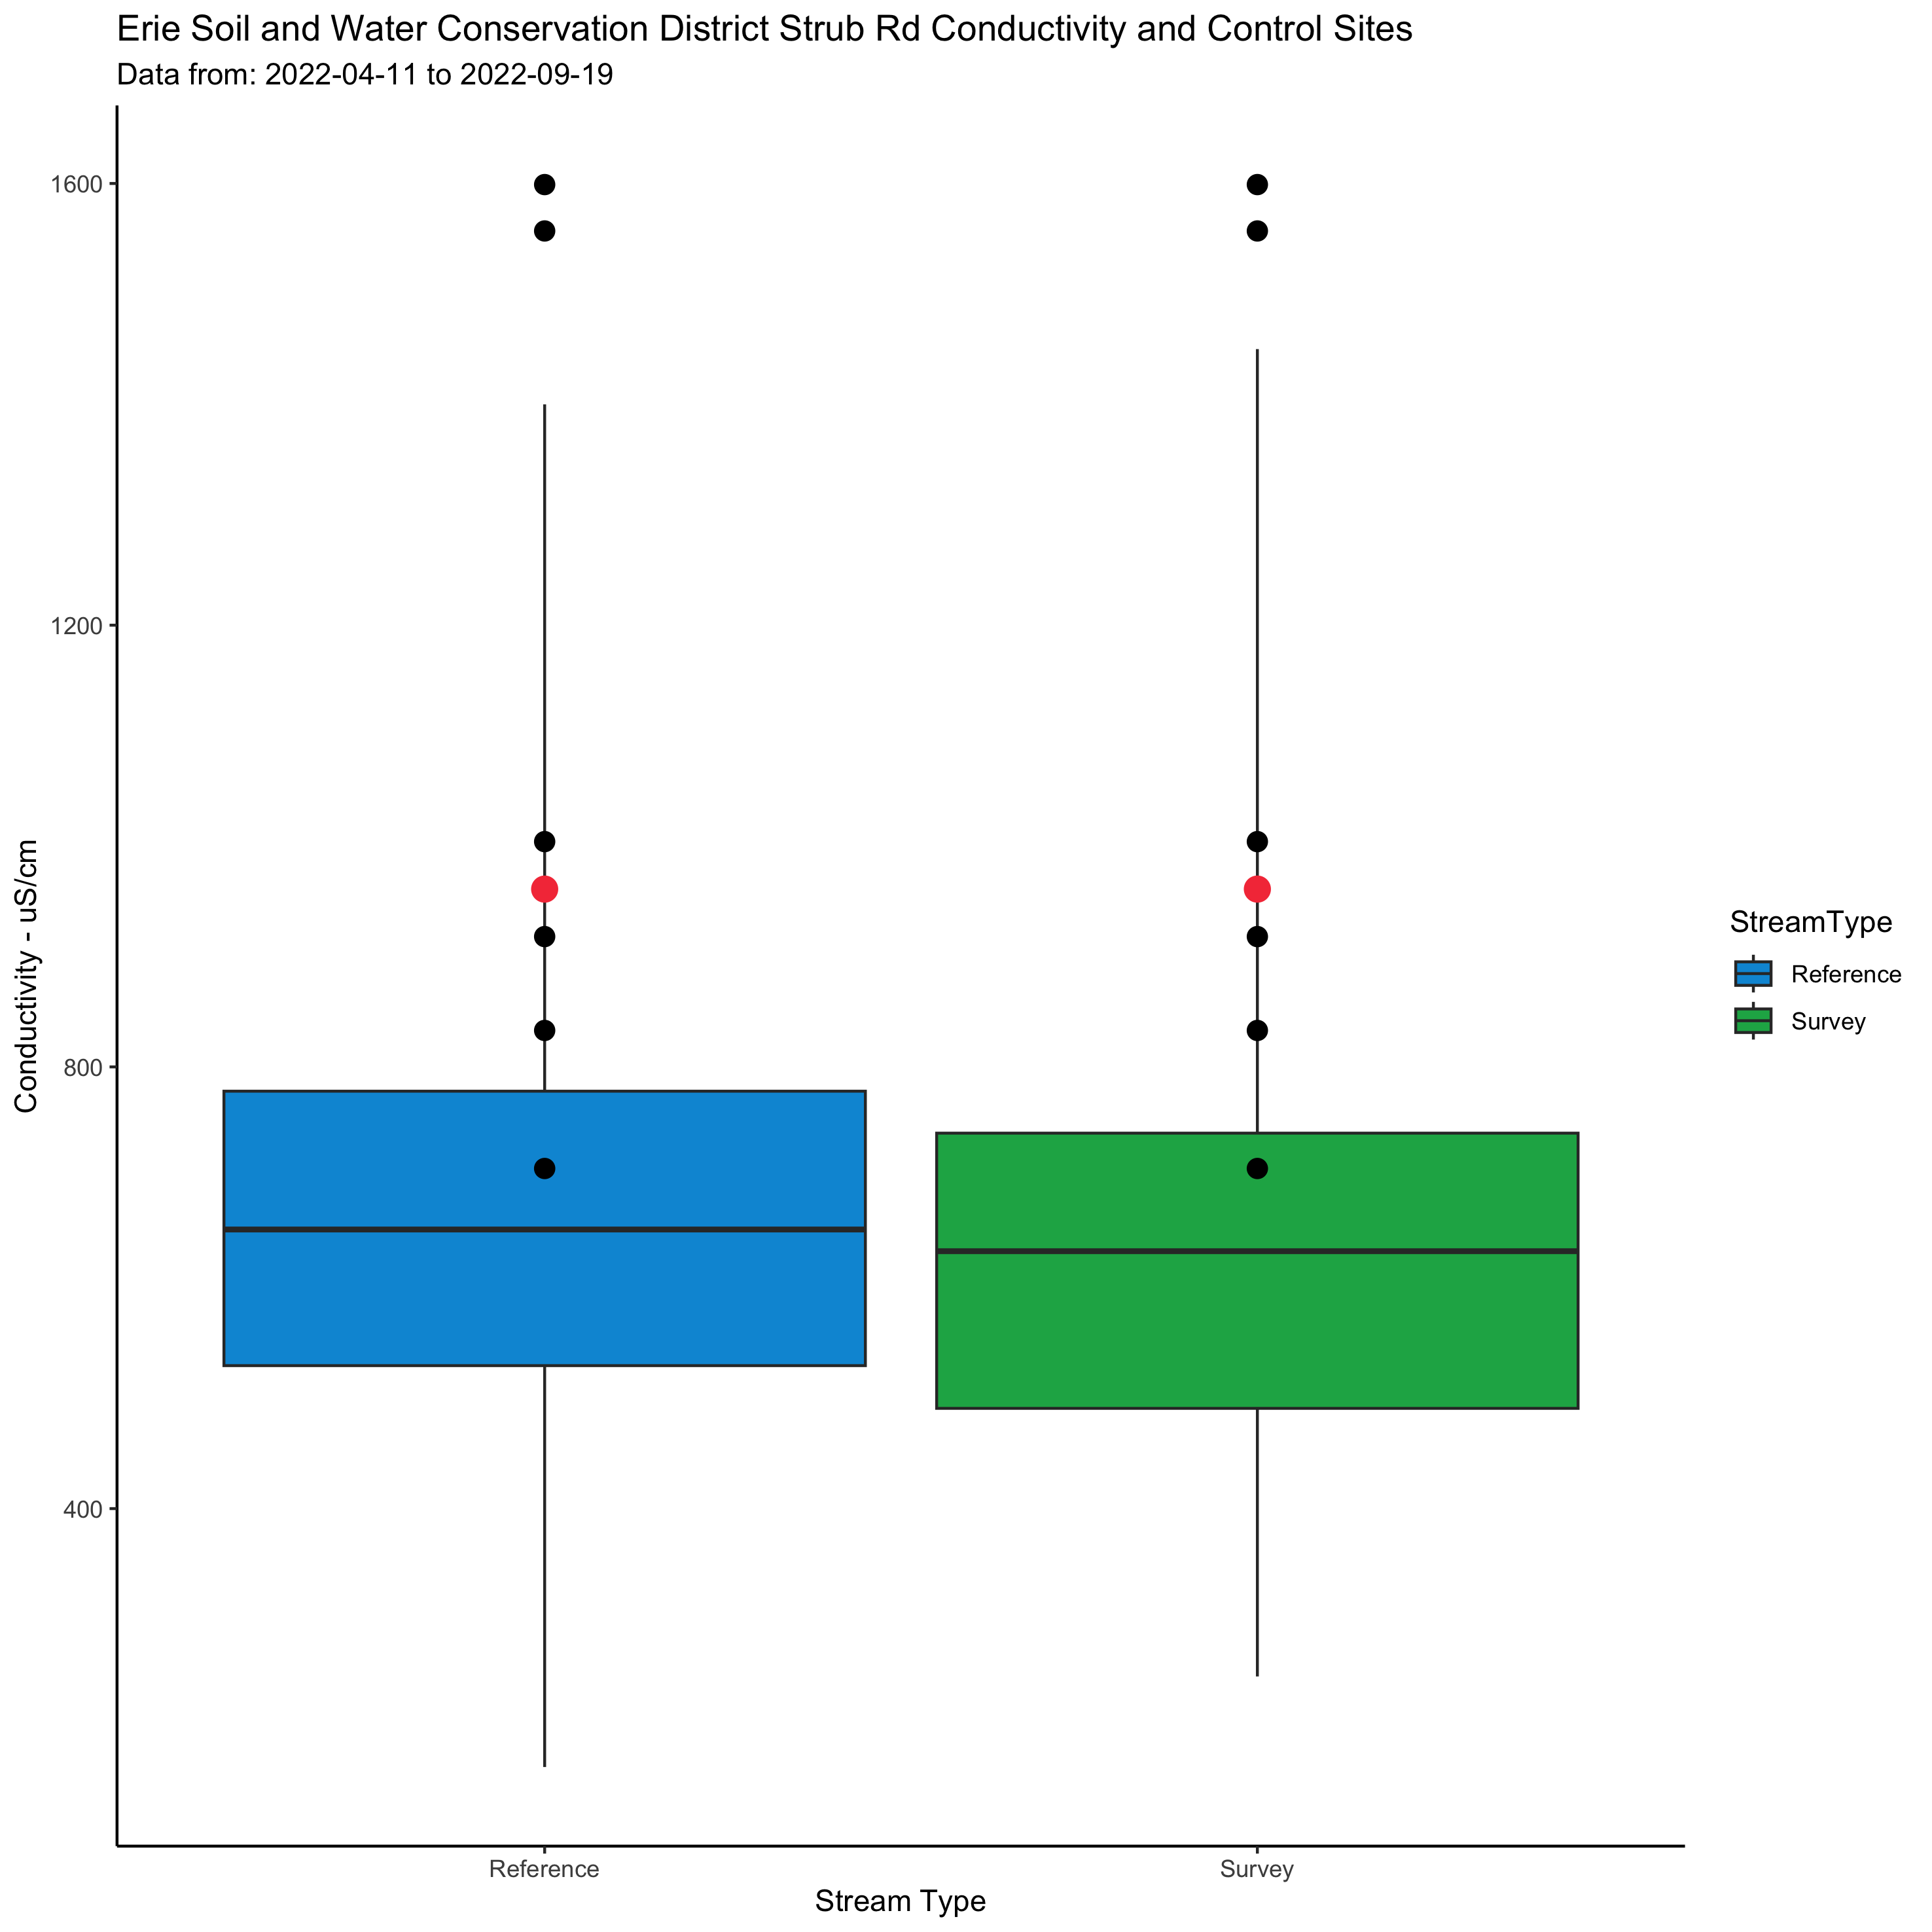 Erie Soil and Water Conservation District Strub Rd Conductivity and Control Sites
Data from: 2022-04-11 to 2022-09-19
1600
1200
800
400
Conductivity - uS/cm
Reference
Survey
Stream Type
StreamType
Reference
Survey